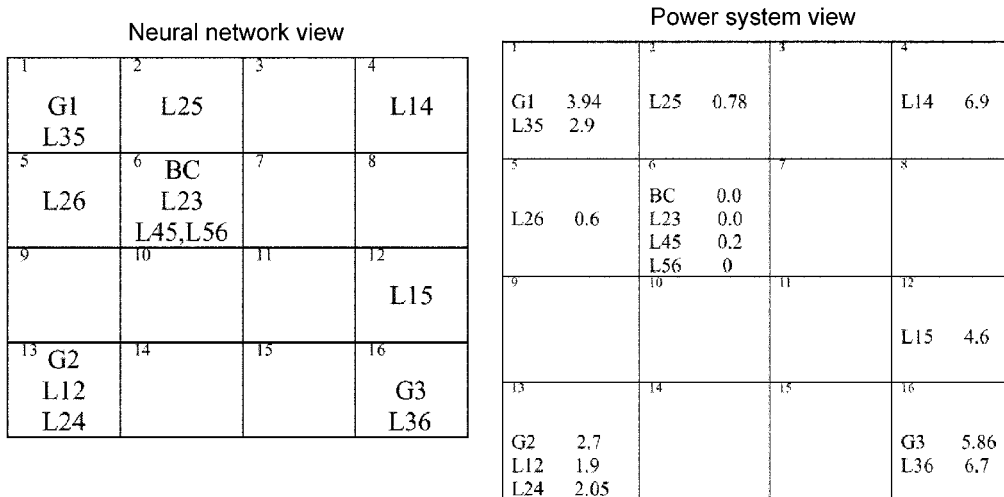 Neural network view
1
2
3
4
G1
L35
L25
L14
5
6
7
8
L26
BC
L23
L45,L56
9
10
11
12
L15
13
14
15
16
G2
L12
L24
G3
L36
Power system view
1
2
3
4
G1 3.94
L35 2.9
L25 0.78
L14 6.9
5
6
7
8
L26 0.6
BC 0.0
L23 0.0
L45 0.2
L56 0
9
10
11
12
L15 4.6
13
14
15
16
G2 2.7
L12 1.9
L24 2.05
G3 5.86
L36 6.7